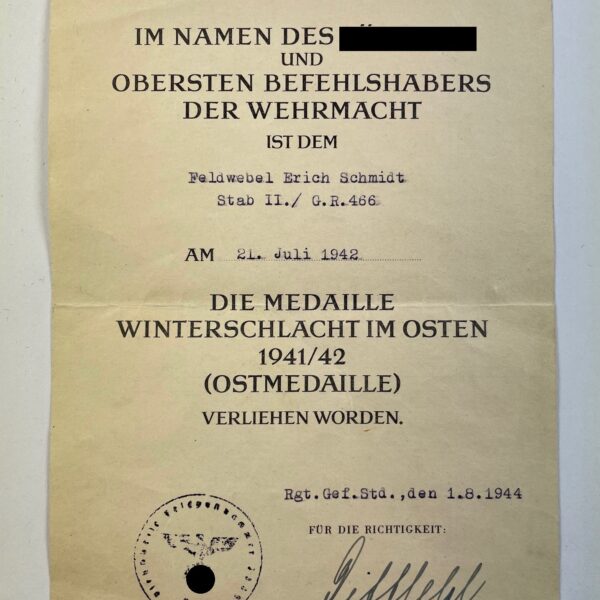 IM NAMEN DES
UND
OBERSTEN BEFEHLSHABERS
DER WEHRMACHT
IST DEM
Feldwebel Erich Schmidt
Stab II./ G.R.466
AM 21. Juli 1942
DIE MEDAILLE
WINTERSCHLACHT IM OSTEN
1941/42
(OSTMEDAILLE)
VERLIEHEN WORDEN.
Rgt.Gef.Std.,den 1.8.1944
FÜR DIE RICHTIGKEIT:
Dienststelle Feldpostnummer